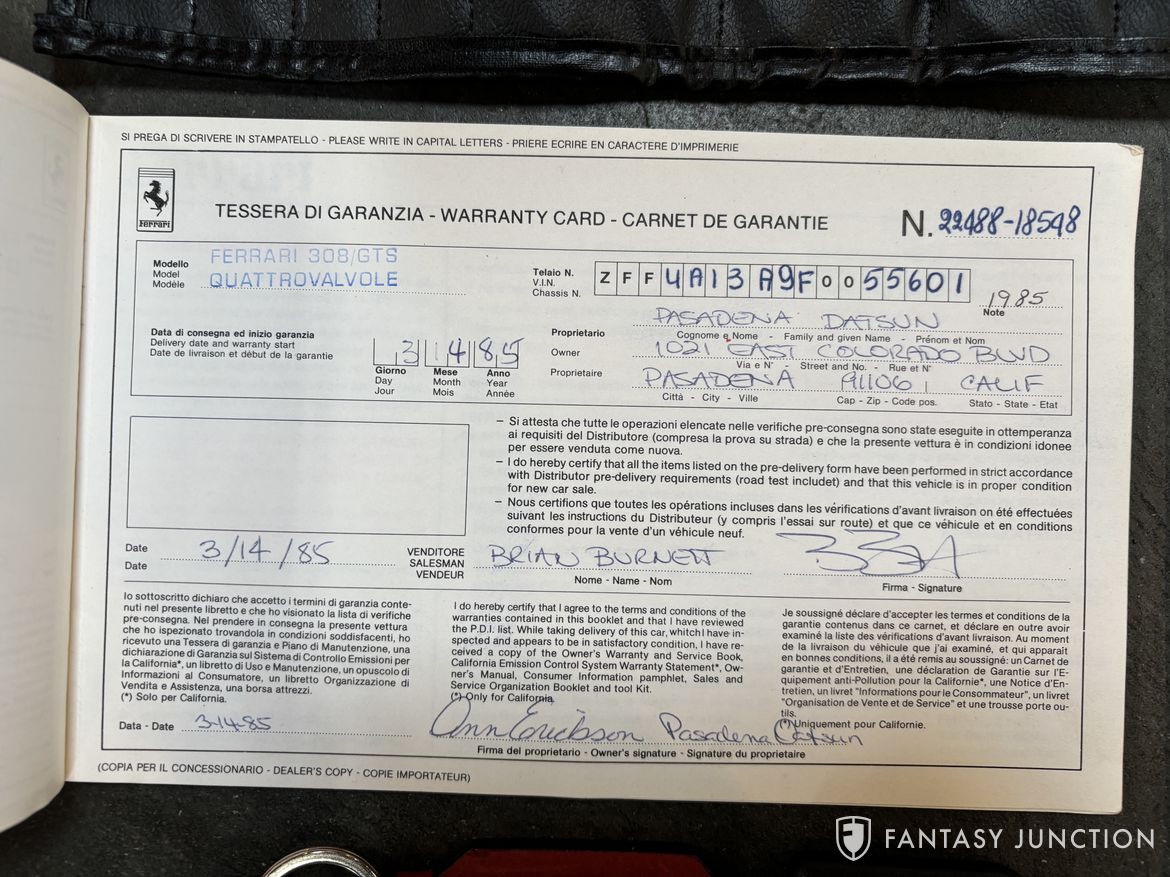 SI PREGA DI SCRIVERE IN STAMPATELLO - PLEASE WRITE IN CAPITAL LETTERS - PRIERE ECRIRE EN CARACTERE D'IMPRIMERIE
Ferrari
TESSERA DI GARANZIA - WARRANTY CARD - CARNET DE GARANTIE
N. 22488-18548
Modello
Model
Modèle
FERRARI 308/GTS
QUATTROVALVOLE
Telaio N.
V.I.N.
Chassis N.
ZFFUA13A9F0055601
1985
Note
Data di consegna ed inizio garanzia
Delivery date and warranty start
Date de livraison et début de la garantie
3 14 85
Giorno Mese Anno
Day Month Year
Jour Mois Année
Proprietario
Owner
Proprietaire
PASADENA DATSUN
Cognome e Nome - Family and given Name - Prénom et Nom
1021 EAST COLORADO BLVD
Via e N° - Street and No. - Rue et N°
PASADENA 91106 CALIF
Città - City - Ville Cap - Zip - Code pos. Stato - State - Etat
– Si attesta che tutte le operazioni elencate nelle verifiche pre-consegna sono state eseguite in ottemperanza
ai requisiti del Distributore (compresa la prova su strada) e che la presente vettura è in condizioni idonee
per essere venduta come nuova.
– I do hereby certify that all the items listed on the pre-delivery form have been performed in strict accordance
with Distributor pre-delivery requirements (road test includet) and that this vehicle is in proper condition
for new car sale.
– Nous certifions que toutes les opérations incluses dans les vérifications d'avant livraison on été effectuées
suivant les instructions du Distributeur (y compris l'essai sur route) et que ce véhicule et en conditions
conformes pour la vente d'un véhicule neuf.
Date
Date
3/14/85
VENDITORE
SALESMAN
VENDEUR
BRIAN BURNETT
Nome - Name - Nom
Firma - Signature
Io sottoscritto dichiaro che accetto i termini di garanzia conte-
nuti nel presente libretto e che ho visionato la lista di verifiche
pre-consegna. Nel prendere in consegna la presente vettura
che ho ispezionato trovandola in condizioni soddisfacenti, ho
ricevuto una Tessera di garanzia e Piano di Manutenzione, una
dichiarazione di Garanzia sul Sistema di Controllo Emissioni per
la California*, un libretto di Uso e Manutenzione, un opuscolo di
Informazioni al Consumatore, un libretto Organizzazione di
Vendita e Assistenza, una borsa attrezzi.
(*) Solo per California.
I do hereby certify that I agree to the terms and conditions of the
warranties contained in this booklet and that I have reviewed
the P.D.I. list. While taking delivery of this car, which I have in-
spected and appears to be in satisfactory condition, I have re-
ceived a copy of the Owner's Warranty and Service Book,
California Emission Control System Warranty Statement*, Ow-
ner's Manual, Consumer Information pamphlet, Sales and
Service Organization Booklet and tool Kit.
(*) Only for California.
Je soussigné déclare d'accepter les termes et conditions de la
garantie contenus dans ce carnet, et déclare en outre avoir
examiné la liste des vérifications d'avant livraison. Au moment
de la livraison du véhicule que j'ai examiné, et qui apparait
en bonnes conditions, il a été remis au soussigné: un Carnet de
garantie et d'Entretien, une déclaration de Garantie sur l'E-
quipement anti-Pollution pour la Californie*, une Notice d'En-
tretien, un livret "Informations pour le Consommateur", un livret
"Organisation de Vente et de Service" et une trousse porte ou-
tils.
(*) Uniquement pour Californie.
Data - Date 3-14-85
Ann Erickson Pasadena Datsun
Firma del proprietario - Owner's signature - Signature du propriétaire
(COPIA PER IL CONCESSIONARIO - DEALER'S COPY - COPIE IMPORTATEUR)
FANTASY JUNCTION